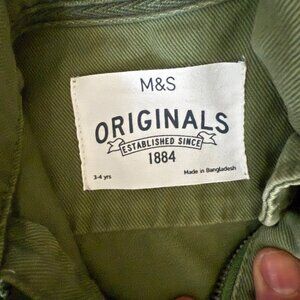 M&S
ORIGINALS
ESTABLISHED SINCE
1884
3-4 yrs
Made in Bangladesh